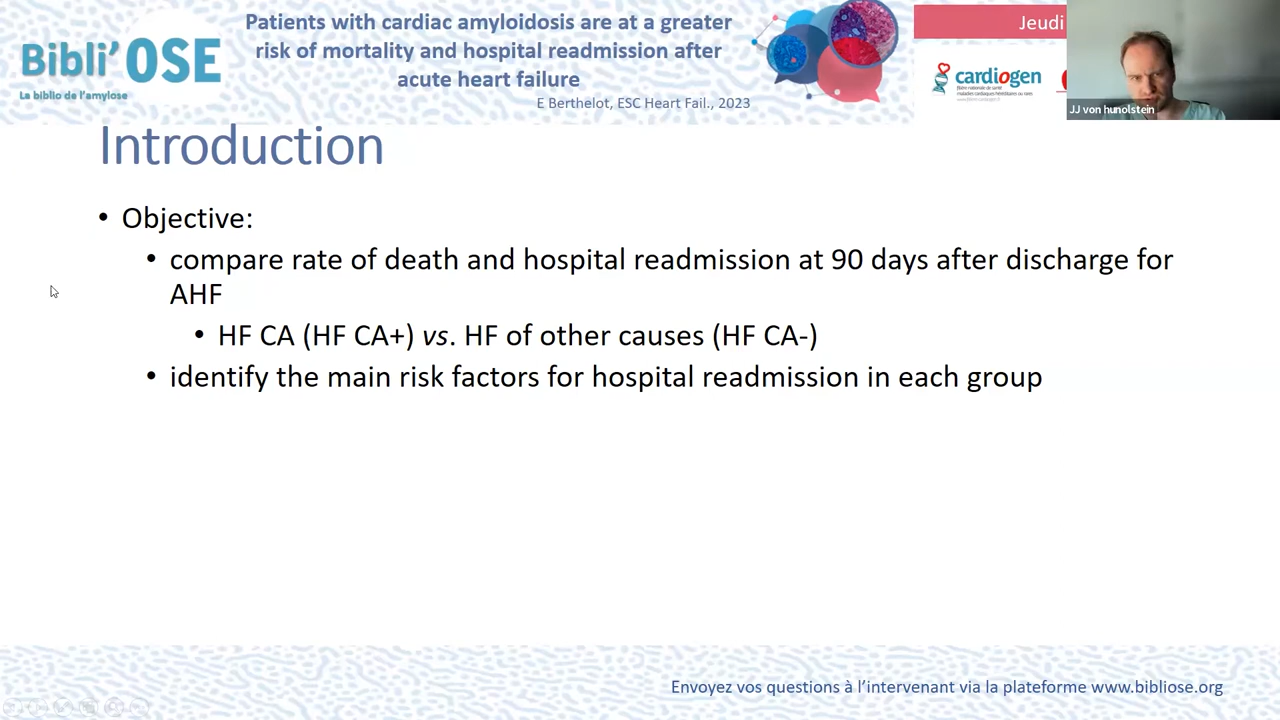 Bibli'OSE
La biblio de l'amylose
Patients with cardiac amyloidosis are at a greater
risk of mortality and hospital readmission after
acute heart failure
E Berthelot, ESC Heart Fail., 2023
Jeudi
cardiogen
JJ von hunolstein
Introduction
• Objective:
• compare rate of death and hospital readmission at 90 days after discharge for
AHF
• HF CA (HF CA+) vs. HF of other causes (HF CA-)
• identify the main risk factors for hospital readmission in each group
Envoyez vos questions à l'intervenant via la plateforme www.bibliose.org